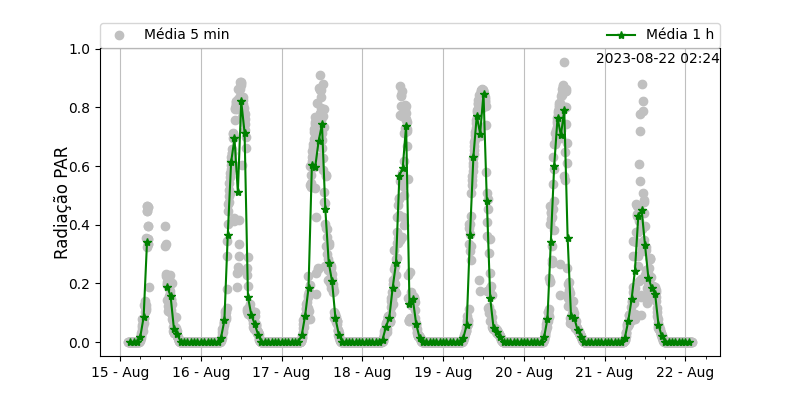 Média 5 min
Média 1 h
2023-08-22 02:24
Radiação PAR
1.0
0.8
0.6
0.4
0.2
0.0
15 - Aug
16 - Aug
17 - Aug
18 - Aug
19 - Aug
20 - Aug
21 - Aug
22 - Aug